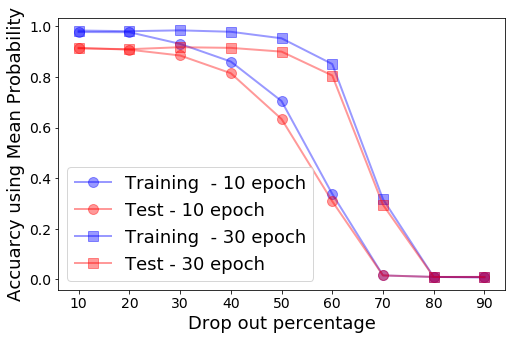 Accuarcy using Mean Probability
1.0
0.8
0.6
0.4
0.2
0.0
Training  - 10 epoch
Test - 10 epoch
Training  - 30 epoch
Test - 30 epoch
10 20 30 40 50 60 70 80 90
Drop out percentage